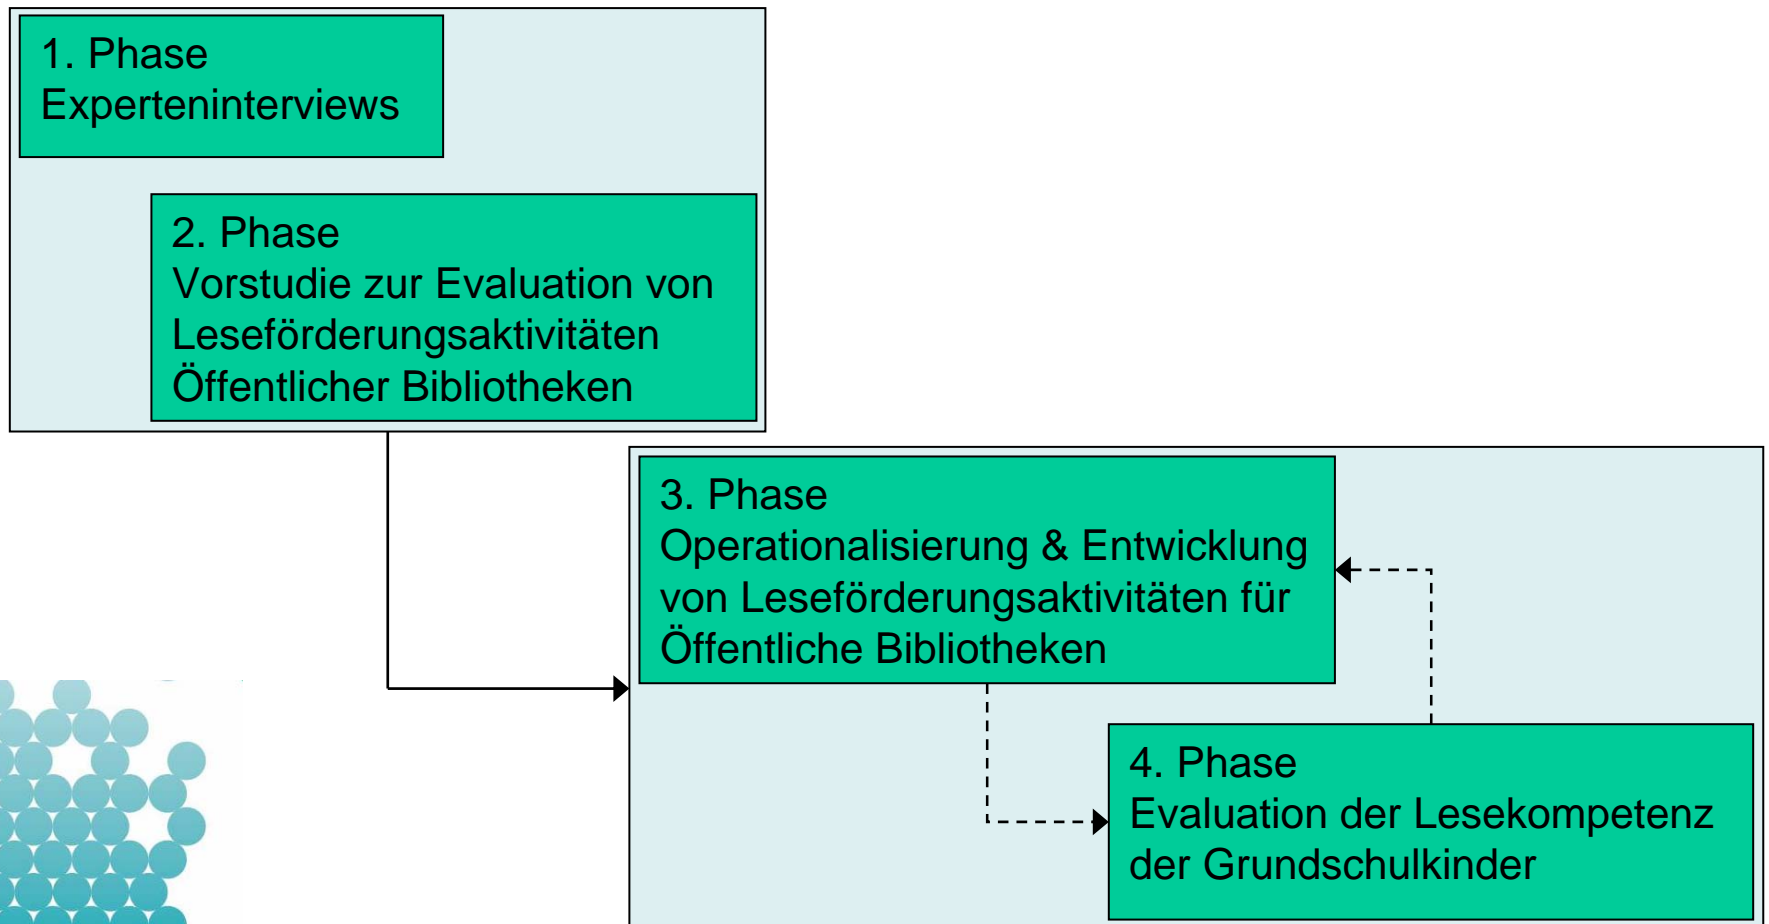 1. Phase
Experteninterviews
2. Phase
Vorstudie zur Evaluation von
Leseförderungsaktivitäten
Öffentlicher Bibliotheken
3. Phase
Operationalisierung & Entwicklung
von Leseförderungsaktivitäten für
Öffentliche Bibliotheken
4. Phase
Evaluation der Lesekompetenz
der Grundschulkinder